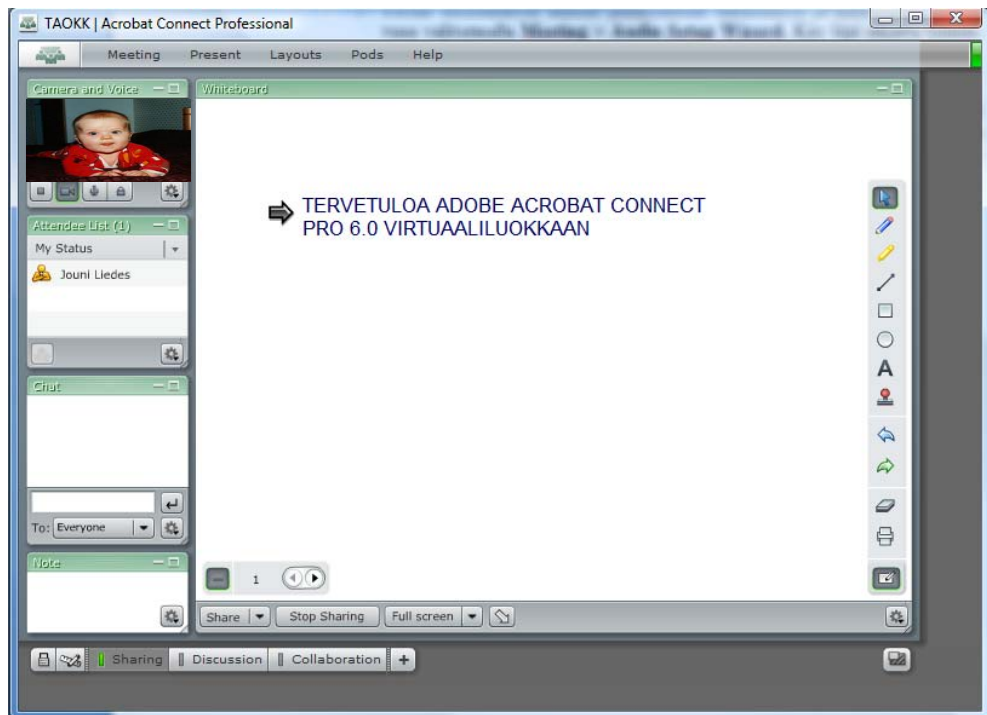 TAOKK | Acrobat Connect Professional
Meeting Present Layouts Pods Help
Camera and Voice
Whiteboard
TERVETULOA ADOBE ACROBAT CONNECT
PRO 6.0 VIRTUAALILUOKKAAN
Attendee List (1)
My Status
Jouni Liedes
Chat
To: Everyone
Note
1
Share Stop Sharing Full screen
Sharing Discussion Collaboration +
A